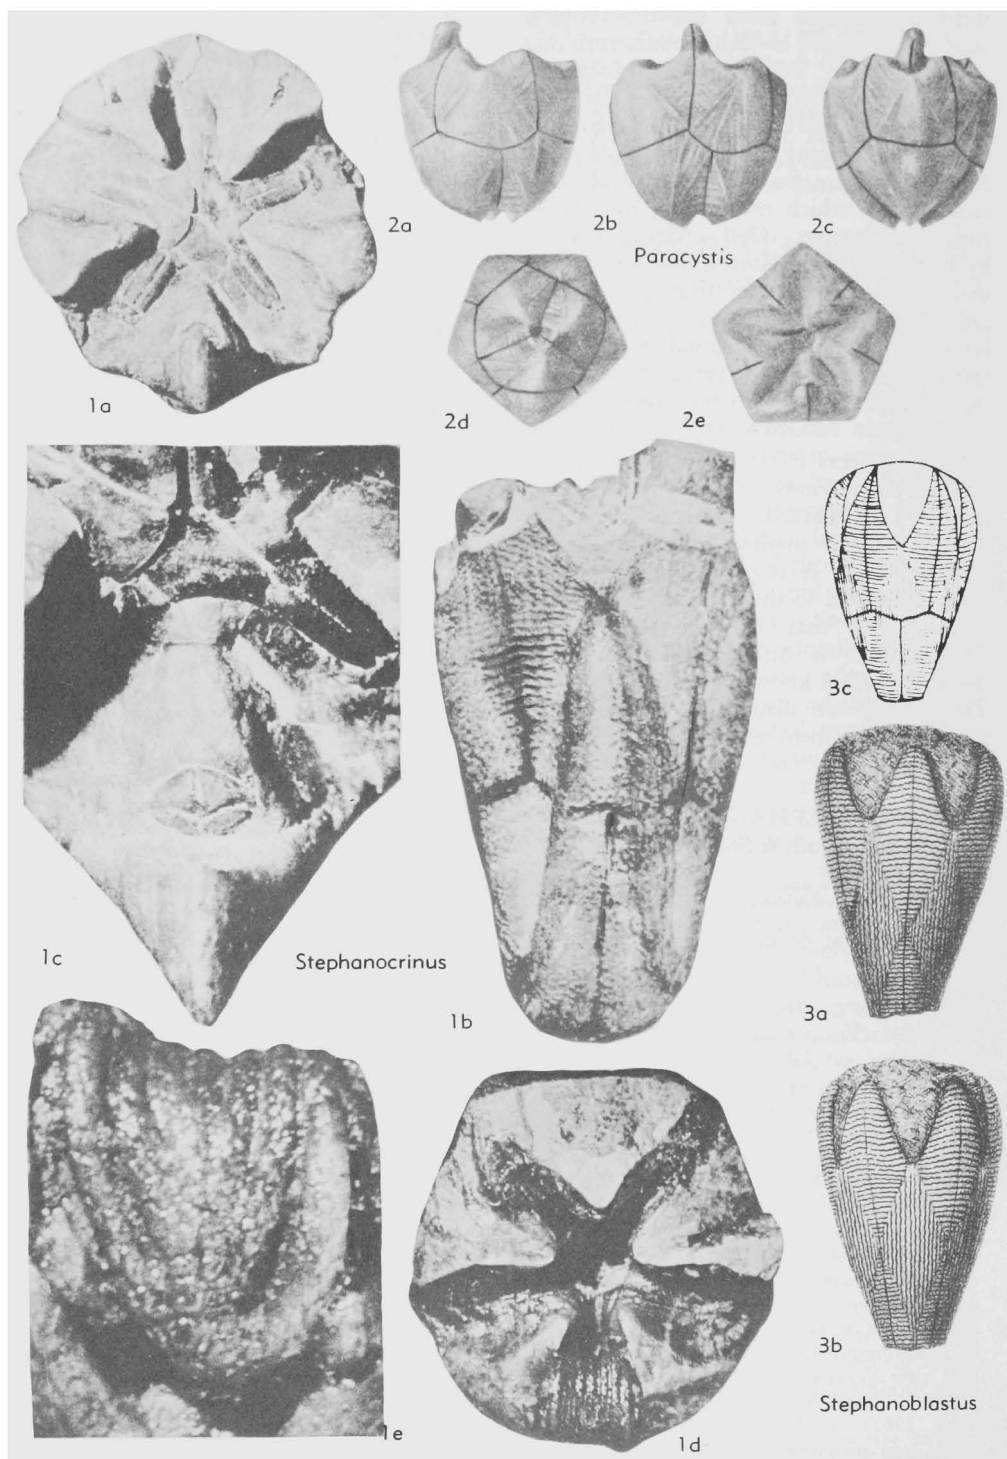 1a
2a
2b
2c
Paracystis
2d
2e
3c
1c
Stephanocrinus
1b
3a
1e
1d
3b
Stephanoblastus